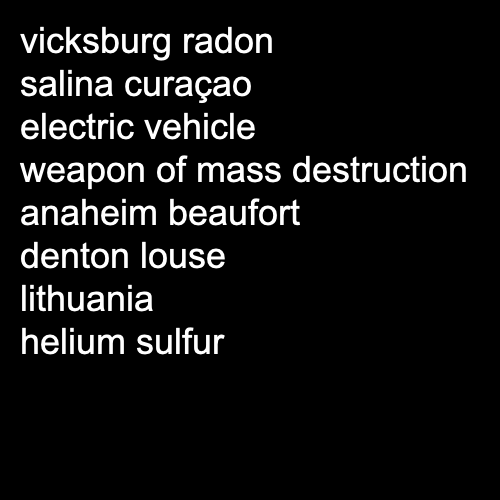 vicksburg radon
salina curaçao
electric vehicle
weapon of mass destruction
anaheim beaufort
denton louse
lithuania
helium sulfur